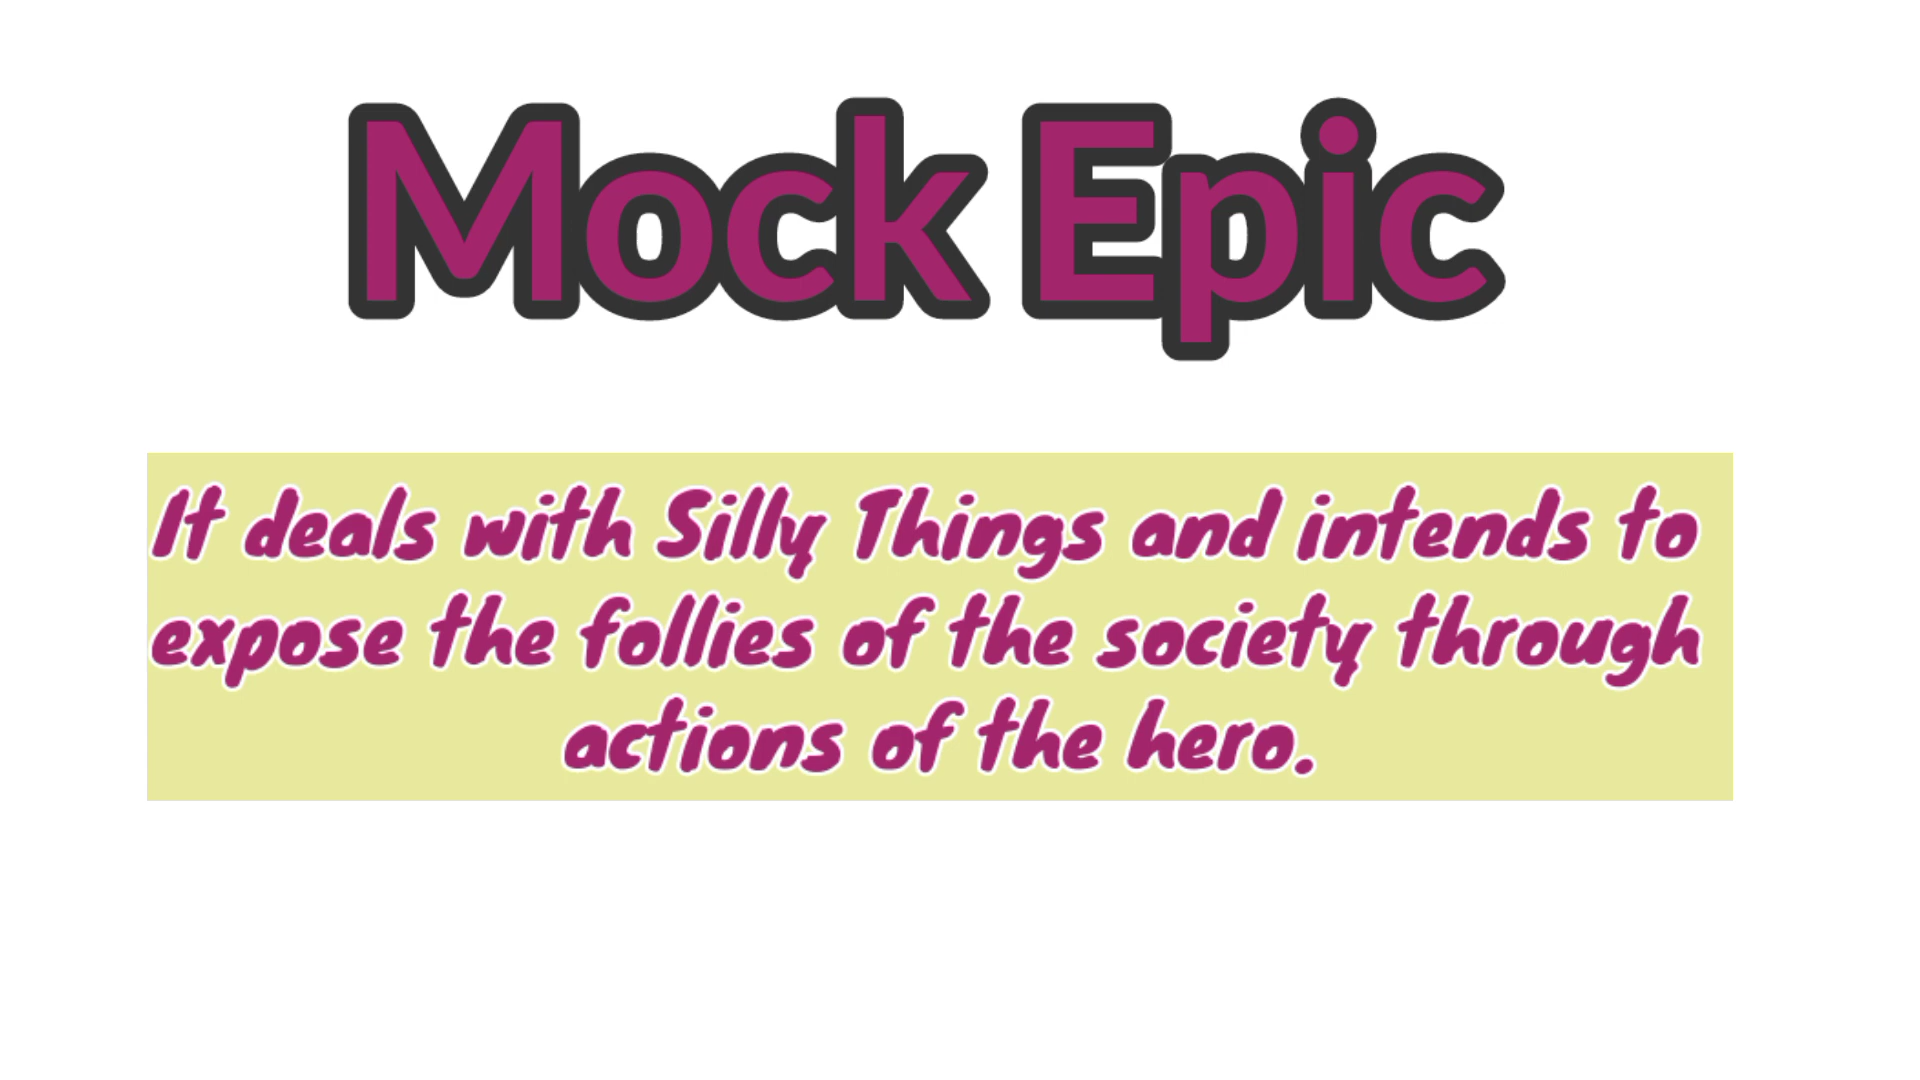 Mock Epic
It deals with Silly Things and intends to
expose the follies of the society through
actions of the hero.